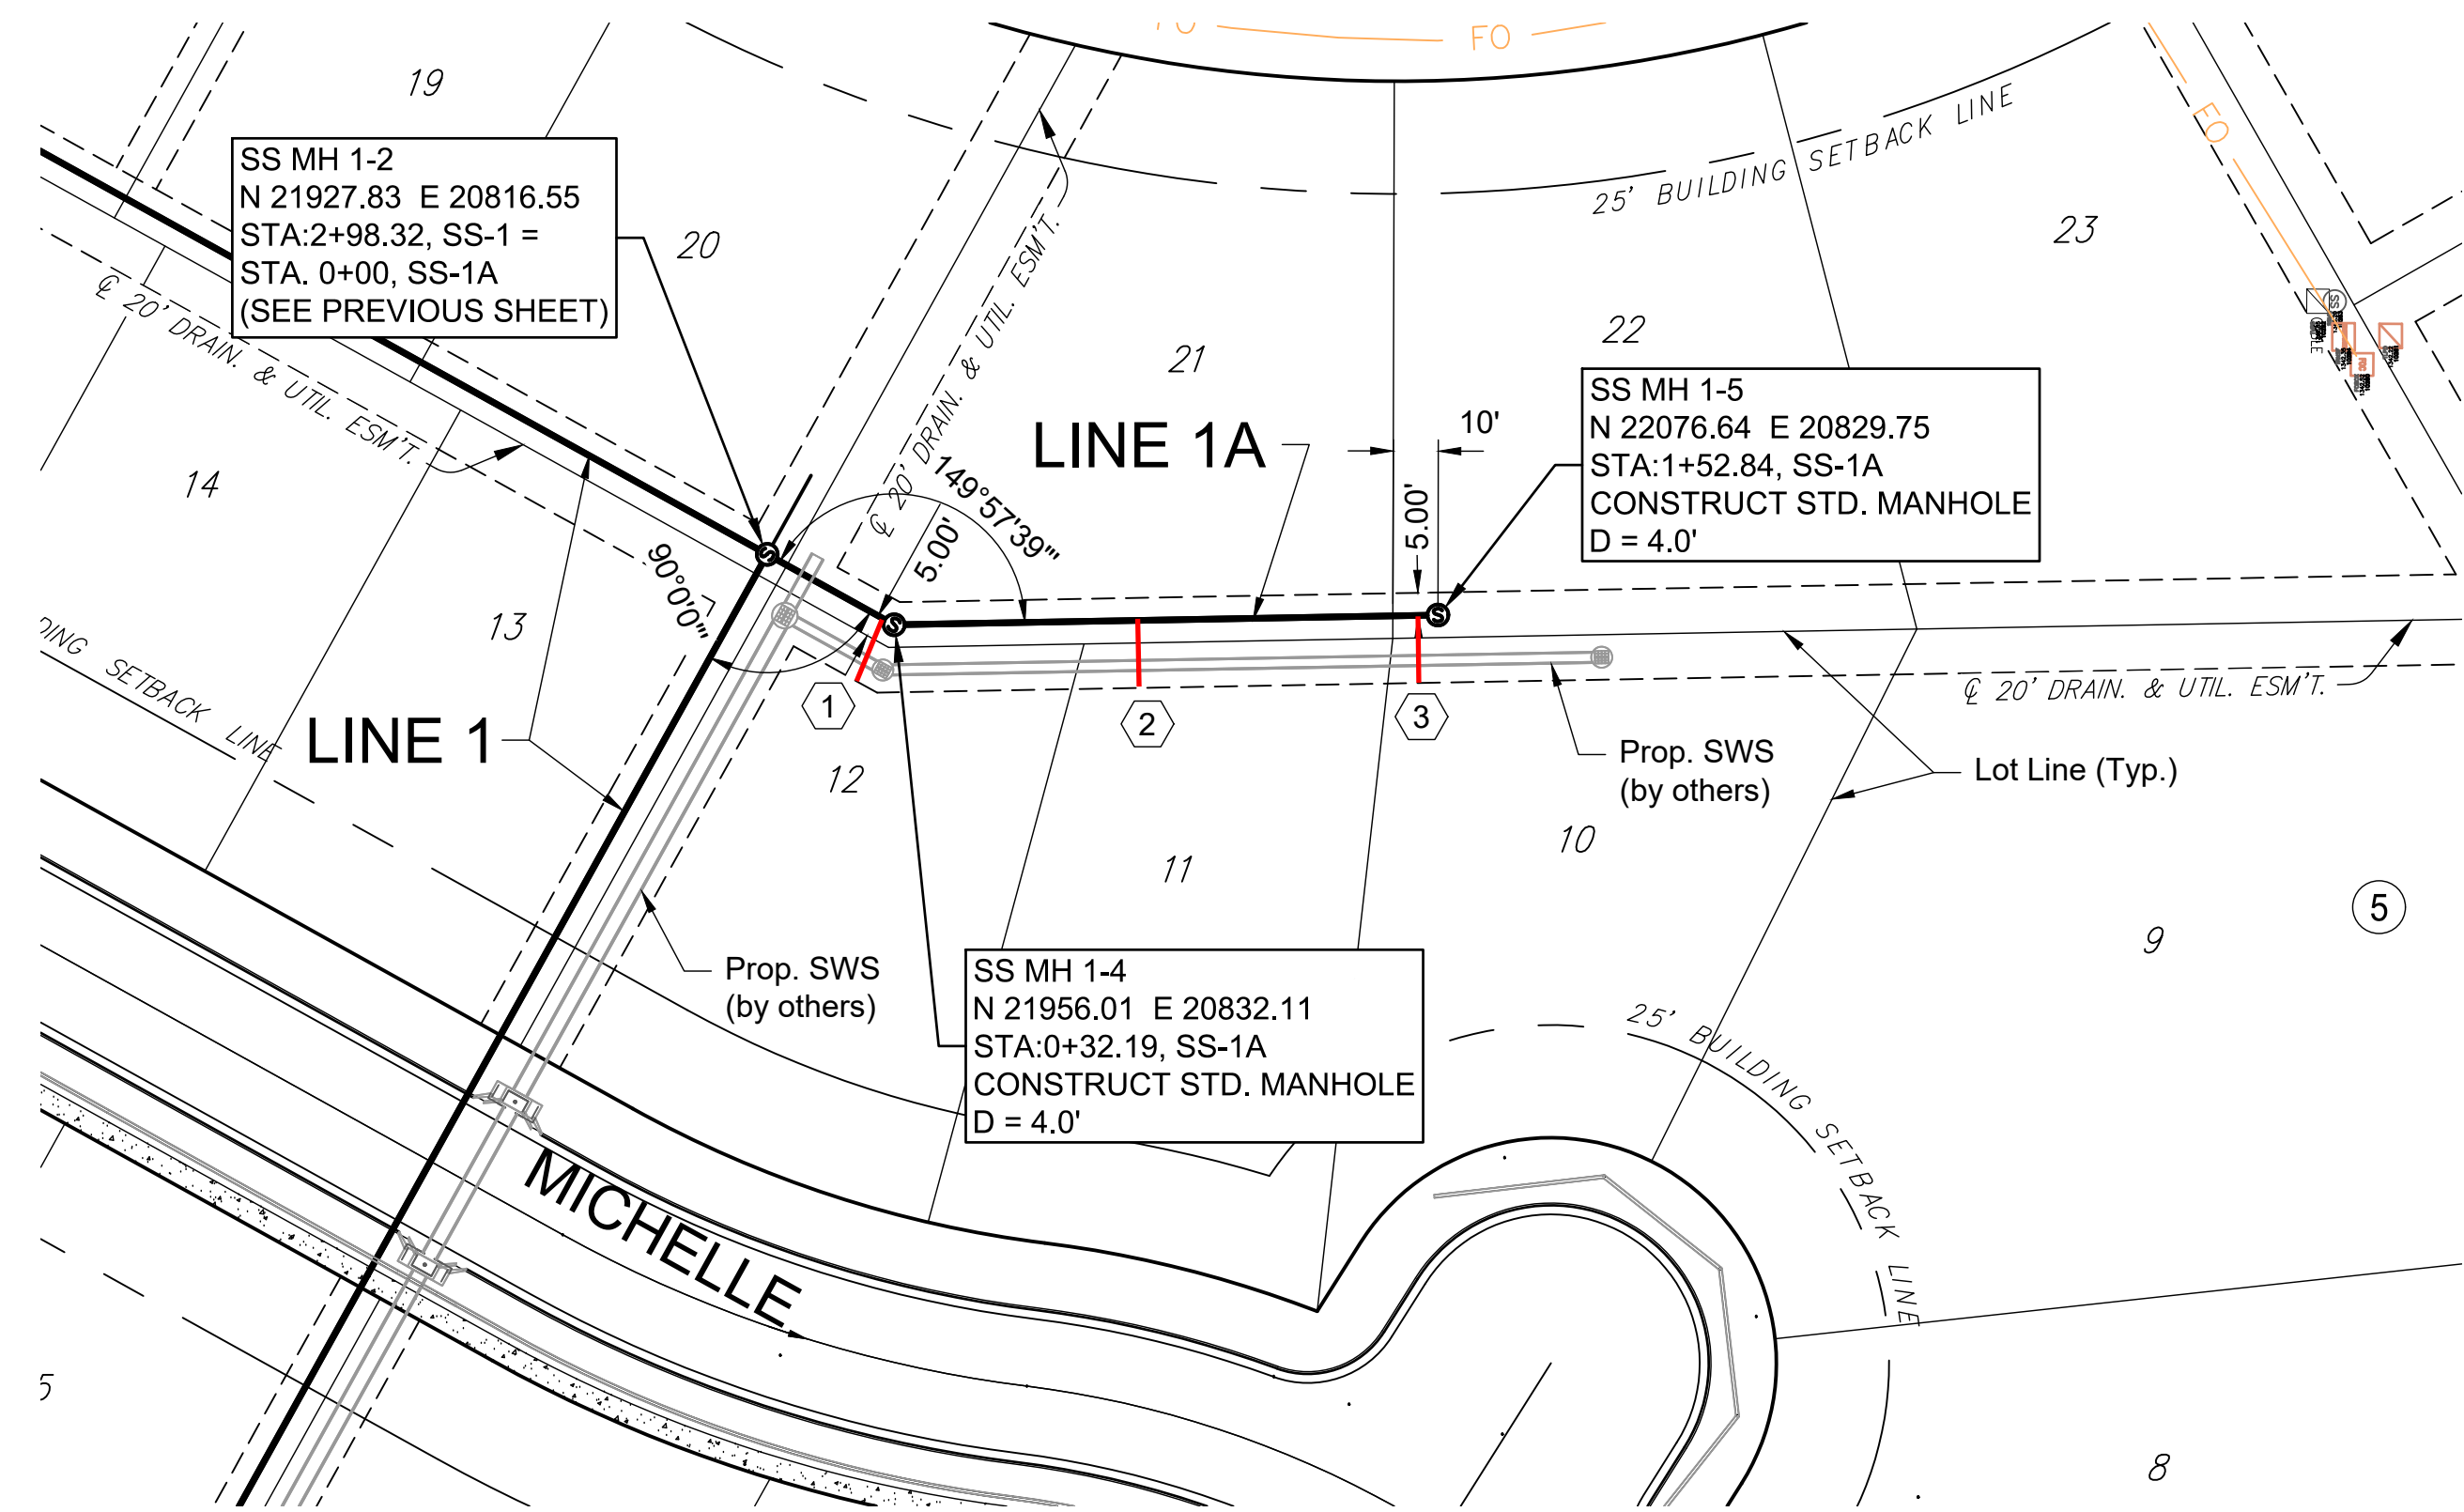 FO
FO
19
SS MH 1-2
N 21927.83  E 20816.55
STA:2+98.32, SS-1 =
STA. 0+00, SS-1A
(SEE PREVIOUS SHEET)
20
25' BUILDING SETBACK LINE
23
FO
SS
FOC
℄ 20' DRAIN. & UTIL. ESM'T.
℄ 20' DRAIN. & UTIL. ESM'T.
21
22
LINE 1A
10'
SS MH 1-5
N 22076.64  E 20829.75
STA:1+52.84, SS-1A
CONSTRUCT STD. MANHOLE
D = 4.0'
14
149°57'39"
5.00'
5.00'
90°0'0"
S
S
S
13
DING SETBACK LINE
LINE 1
1
2
3
℄ 20' DRAIN. & UTIL. ESM'T.
12
Prop. SWS
(by others)
Lot Line (Typ.)
11
10
5
9
Prop. SWS
(by others)
SS MH 1-4
N 21956.01  E 20832.11
STA:0+32.19, SS-1A
CONSTRUCT STD. MANHOLE
D = 4.0'
25' BUILDING SETBACK LINE
MICHELLE
5
8